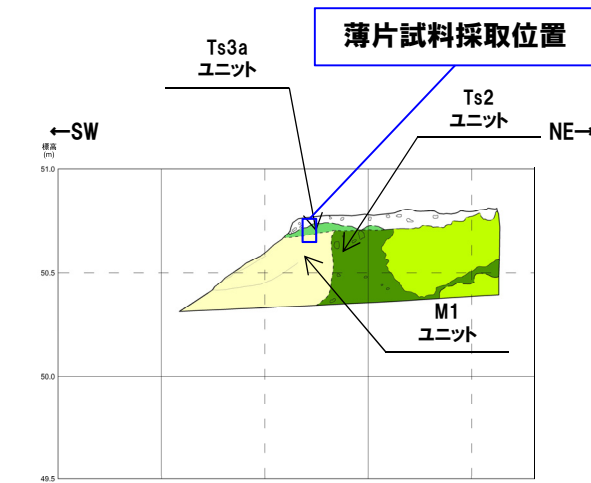 薄片試料採取位置
Ts3a
ユニット
Ts2
ユニット
←SW
NE→
標高
(m)
51.0
50.5
M1
ユニット
50.0
49.5